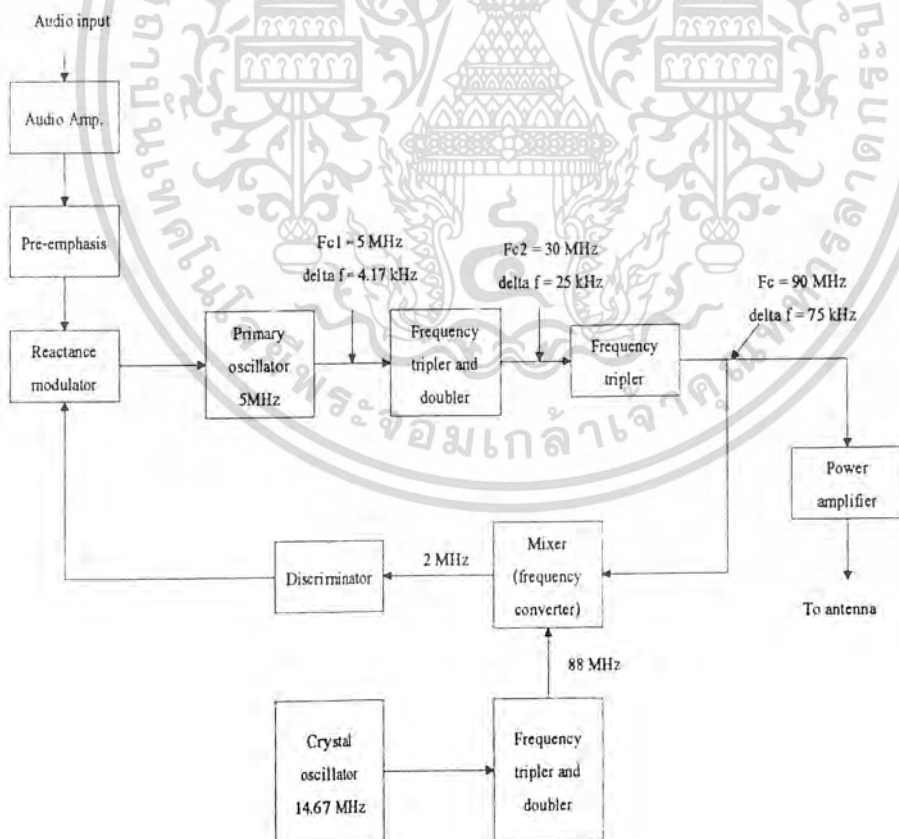 Audio input
Audio Amp.
Pre-emphasis
Reactance
modulator
Primary
oscillator
5MHz
Fc1 = 5 MHz
delta f = 4.17 kHz
Frequency
tripler and
doubler
Fc2 = 30 MHz
delta f = 25 kHz
Frequency
tripler
Fc = 90 MHz
delta f = 75 kHz
Power
amplifier
To antenna
Mixer
(frequency
converter)
2 MHz
Discriminator
88 MHz
Crystal
oscillator
14.67 MHz
Frequency
tripler and
doubler